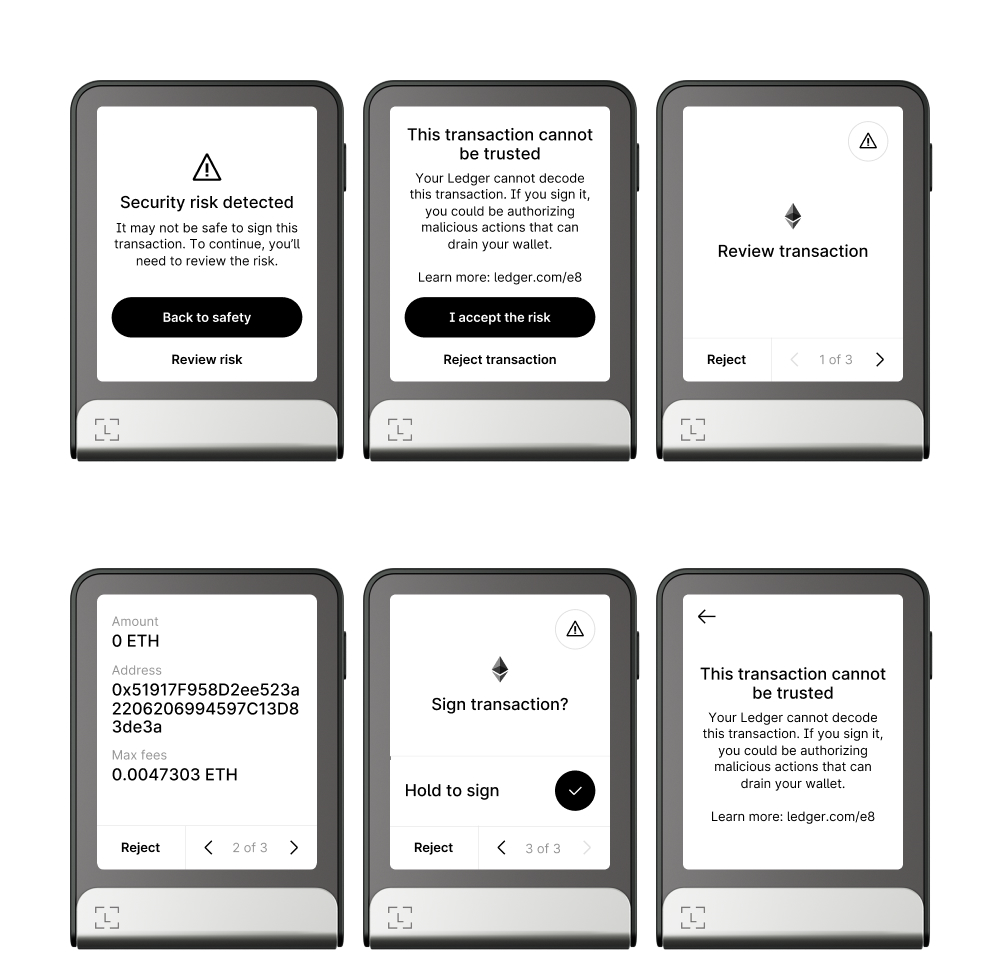 Security risk detected
It may not be safe to sign this
transaction. To continue, you'll
need to review the risk.
Back to safety
Review risk
This transaction cannot
be trusted
Your Ledger cannot decode
this transaction. If you sign it,
you could be authorizing
malicious actions that can
drain your wallet.
Learn more: ledger.com/e8
I accept the risk
Reject transaction
Review transaction
Reject
1 of 3
L
L
L
Amount
0 ETH
Address
0x51917F958D2ee523a
2206206994597C13D8
3de3a
Max fees
0.0047303 ETH
Reject
2 of 3
Sign transaction?
Hold to sign
Reject
3 of 3
This transaction cannot
be trusted
Your Ledger cannot decode
this transaction. If you sign it,
you could be authorizing
malicious actions that can
drain your wallet.
Learn more: ledger.com/e8
L
L
L